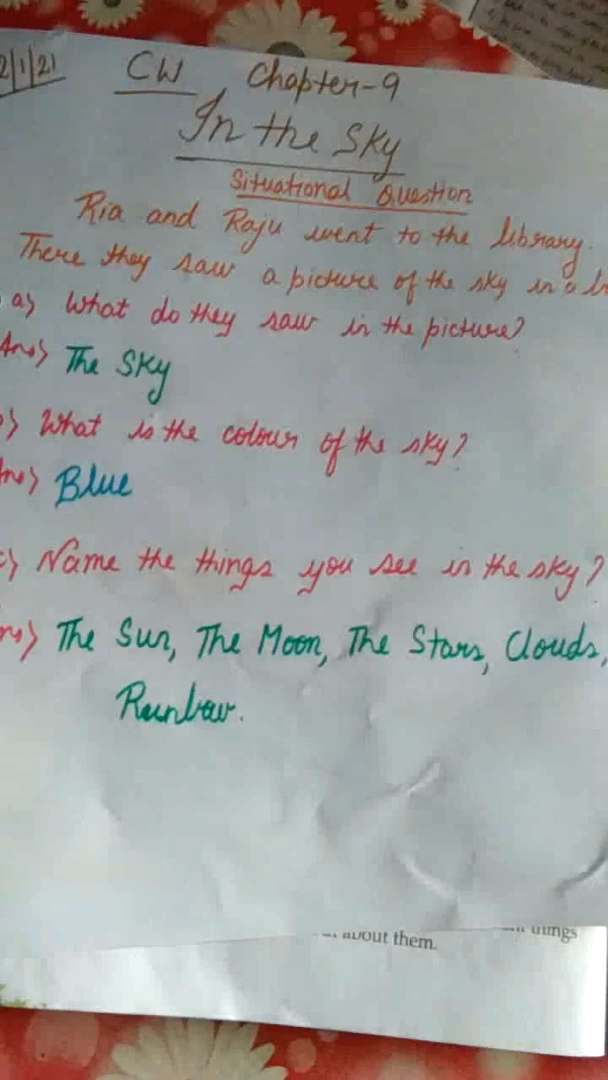 2/1/21 CW Chapter-9
In the Sky
Situational Question
Ria and Raju went to the library.
There they saw a picture of the sky in a
a) What do they saw in the picture?
Ans) The Sky
b) What is the colour of the sky?
Ans) Blue
c) Name the things you see in the sky?
Ans) The Sun, The Moon, The Stars, Clouds,
Rainbow.
about them.
things